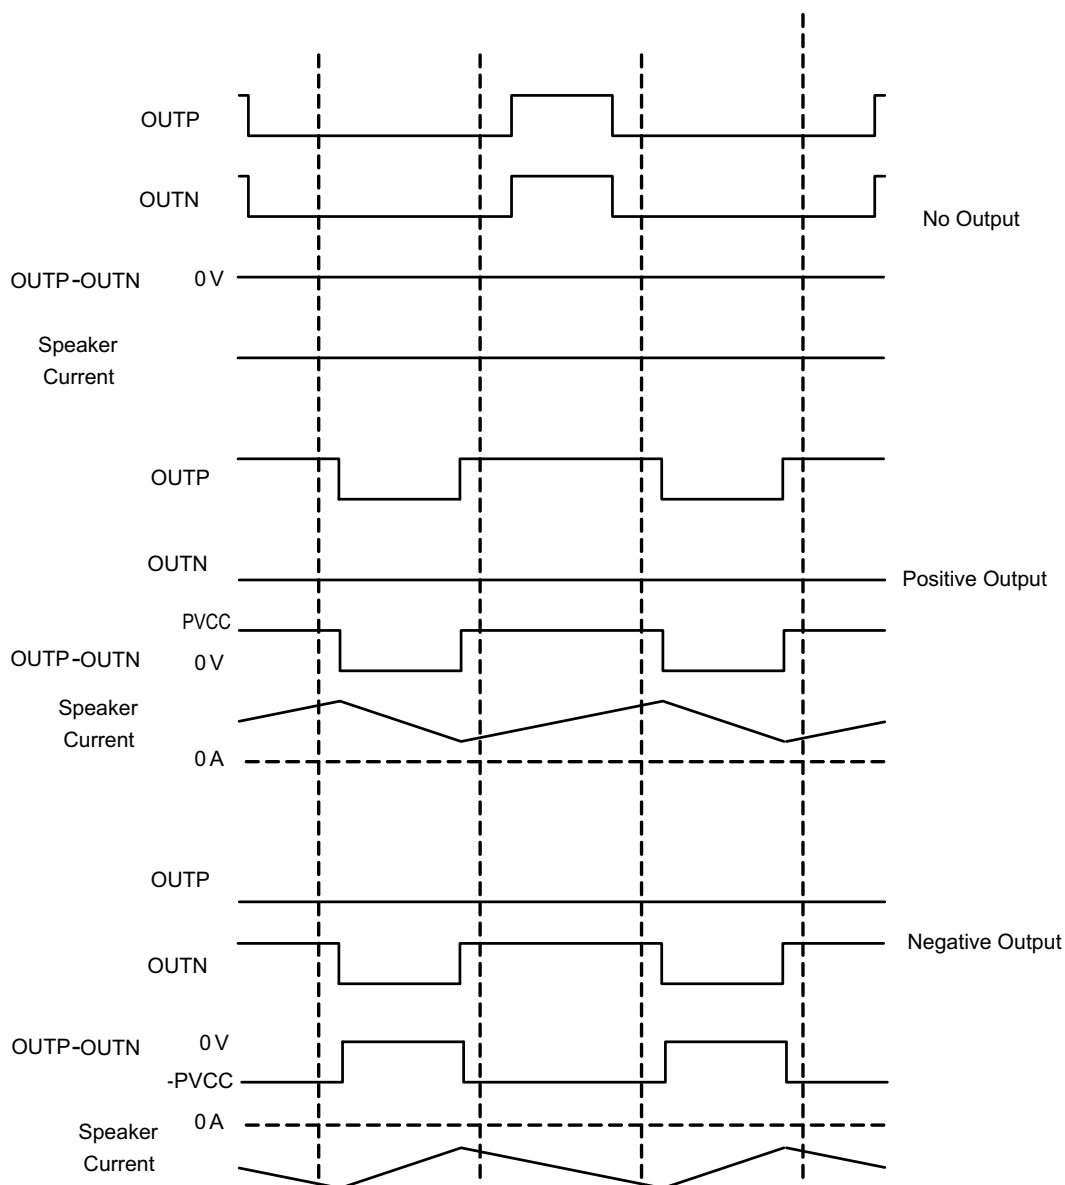 OUTP
OUTN
No Output
OUTP-OUTN 0 V
Speaker
Current
OUTP
OUTN
Positive Output
PVCC
OUTP-OUTN 0 V
Speaker
Current
0 A
OUTP
Negative Output
OUTN
OUTP-OUTN 0 V
-PVCC
0 A
Speaker
Current